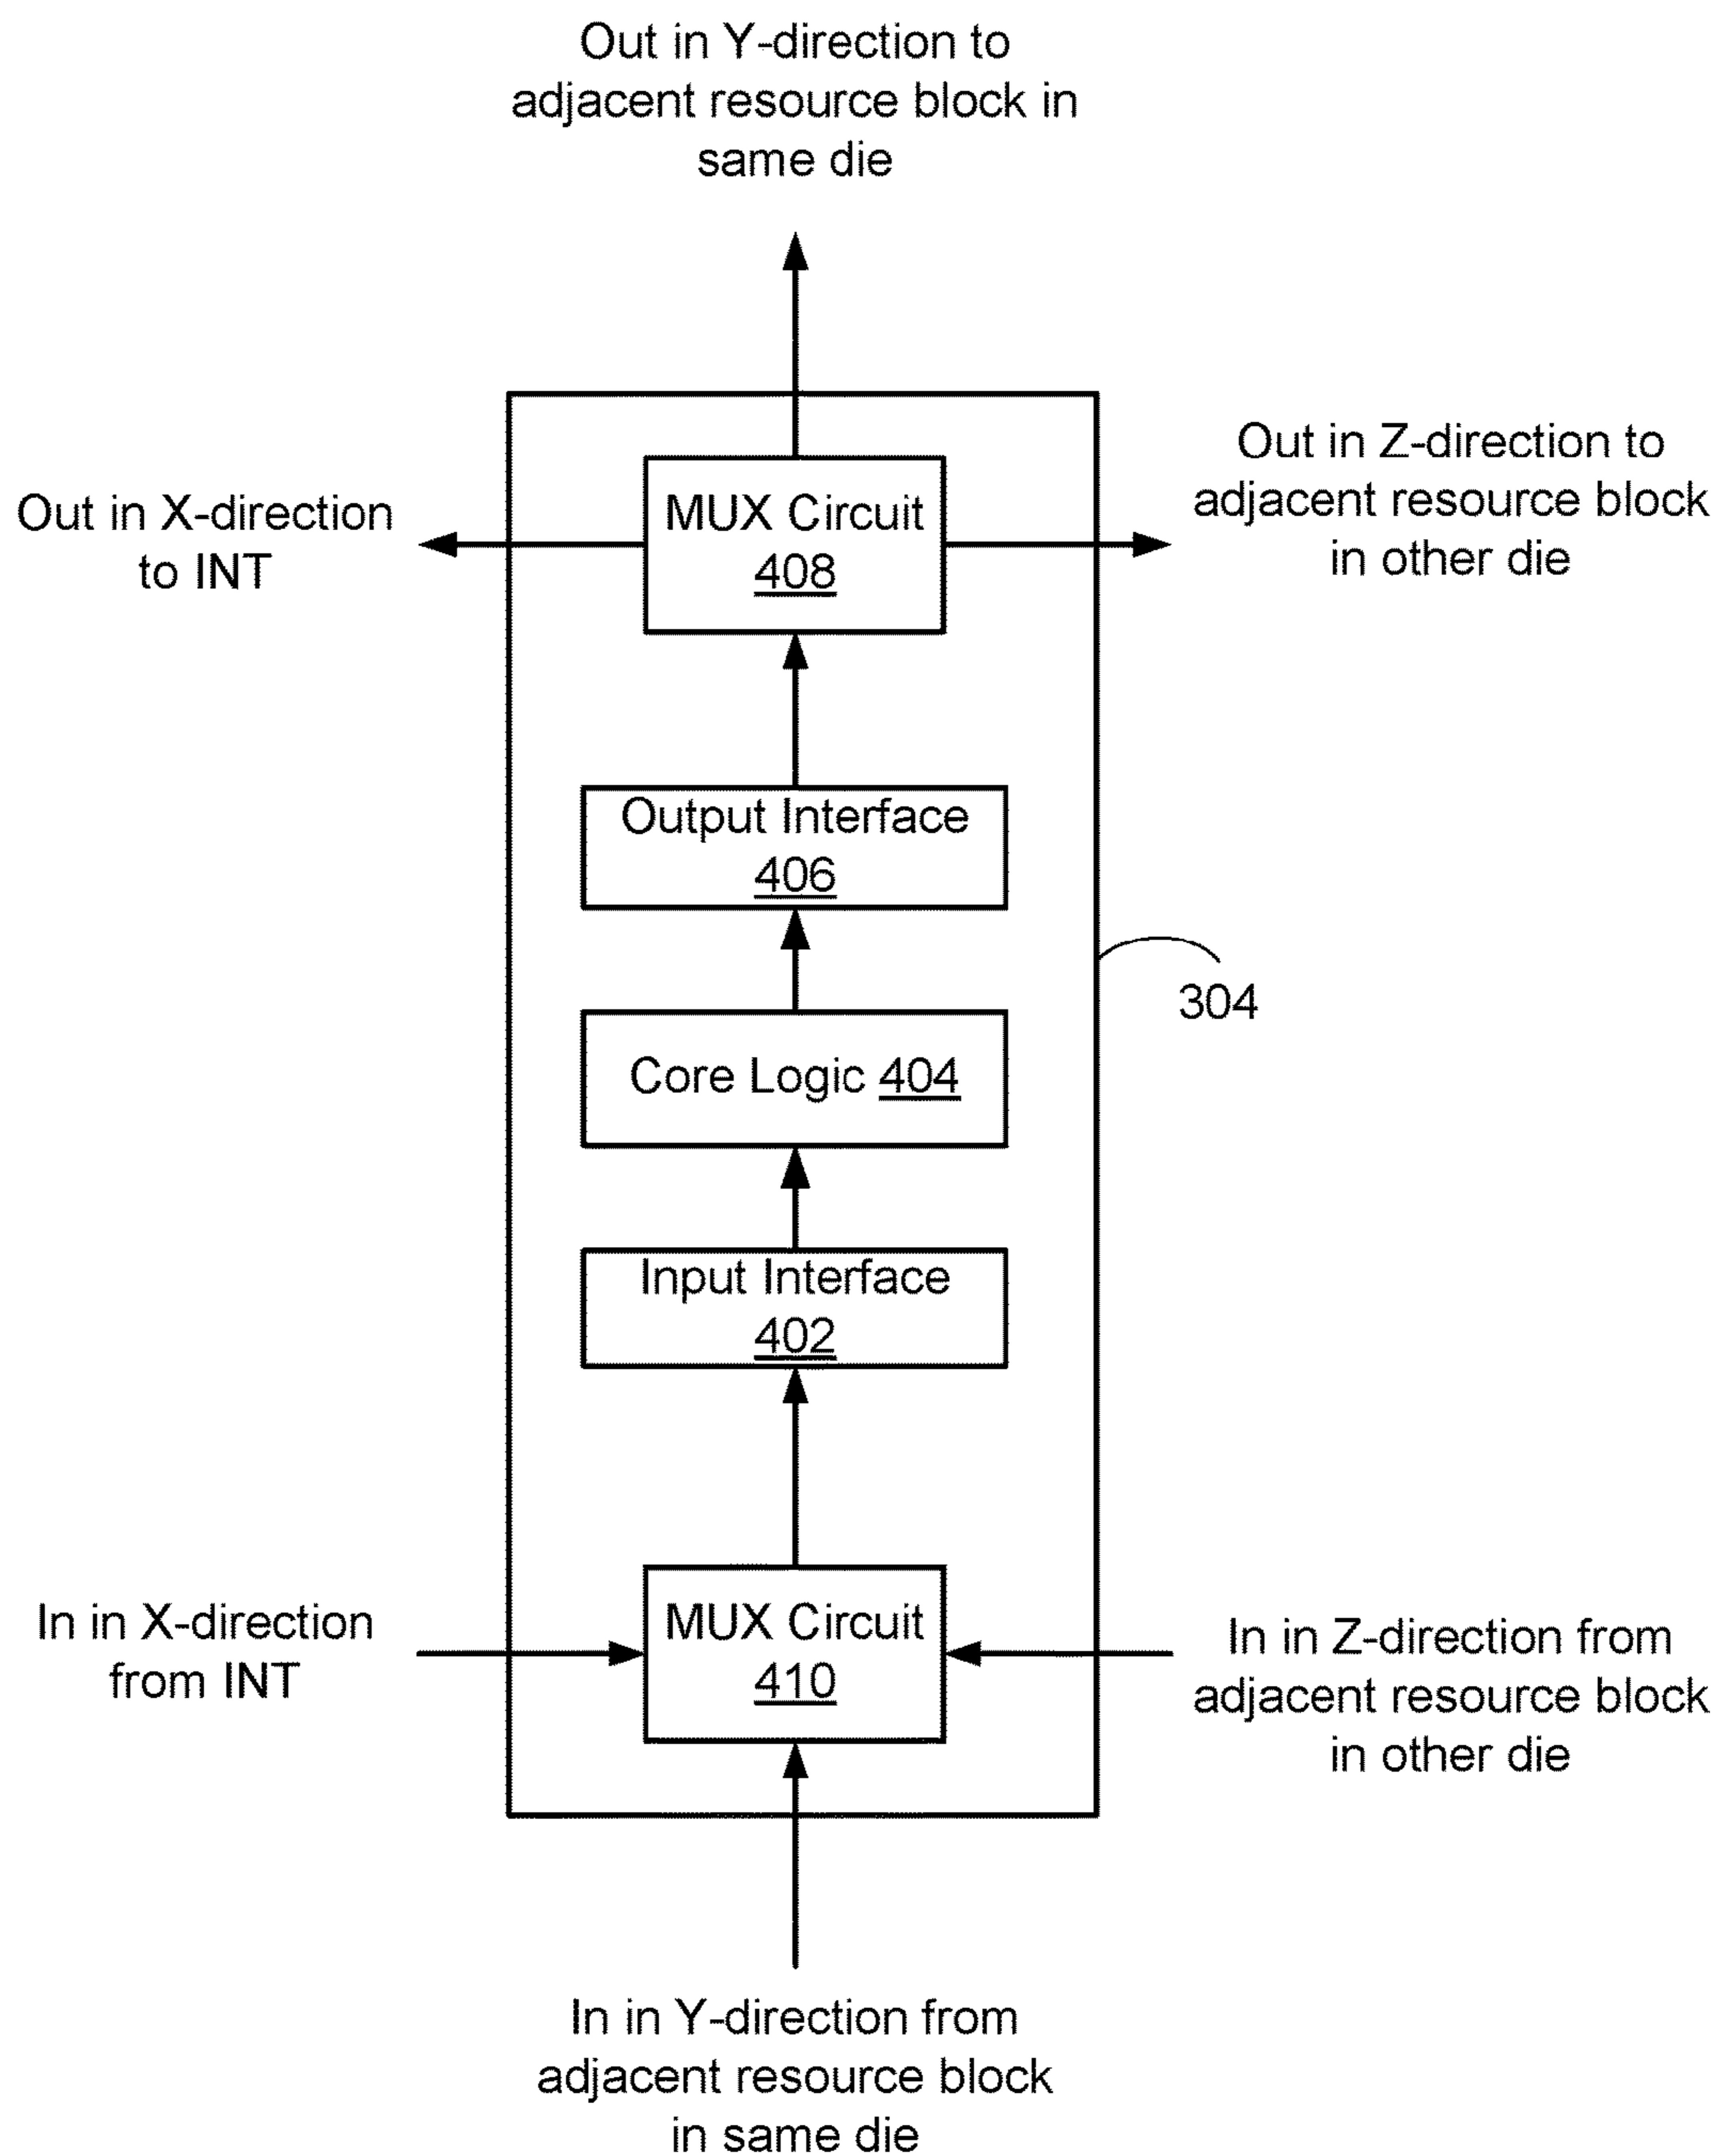 Out in Y-direction to
adjacent resource block in
same die
Out in X-direction
to INT
MUX Circuit
408
Out in Z-direction to
adjacent resource block
in other die
Output Interface
406
304
Core Logic 404
Input Interface
402
In in X-direction
from INT
MUX Circuit
410
In in Z-direction from
adjacent resource block
in other die
In in Y-direction from
adjacent resource block
in same die